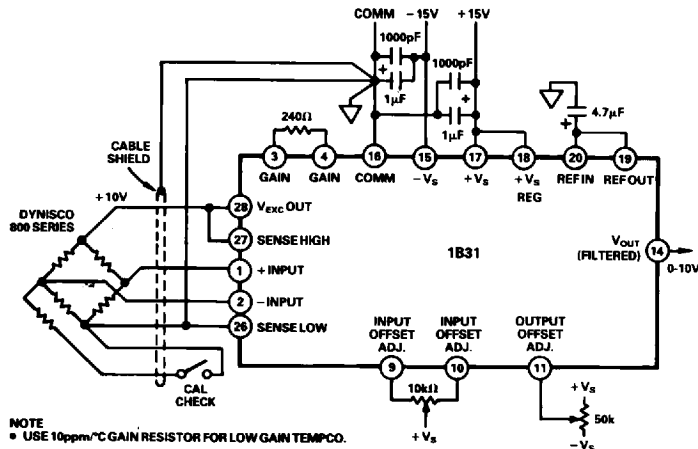 COMM -15V +15V
1000pF
1000pF
+
1µF
+
1µF
4.7µF
+
240Ω
CABLE
SHIELD
3 4 16 15 17 18 20 19
GAIN GAIN COMM -VS +VS +VS REF IN REF OUT
REG
+10V
DYNISCO
800 SERIES
28 VEXC OUT
27 SENSE HIGH
1 +INPUT
2 -INPUT
26 SENSE LOW
1B31
VOUT
(FILTERED)
14
0-10V
INPUT
OFFSET
ADJ.
INPUT
OFFSET
ADJ.
OUTPUT
OFFSET
ADJ.
9 10 11
10kΩ
+VS
+VS
50k
-VS
CAL
CHECK
NOTE
• USE 10ppm/°C GAIN RESISTOR FOR LOW GAIN TEMPCO.